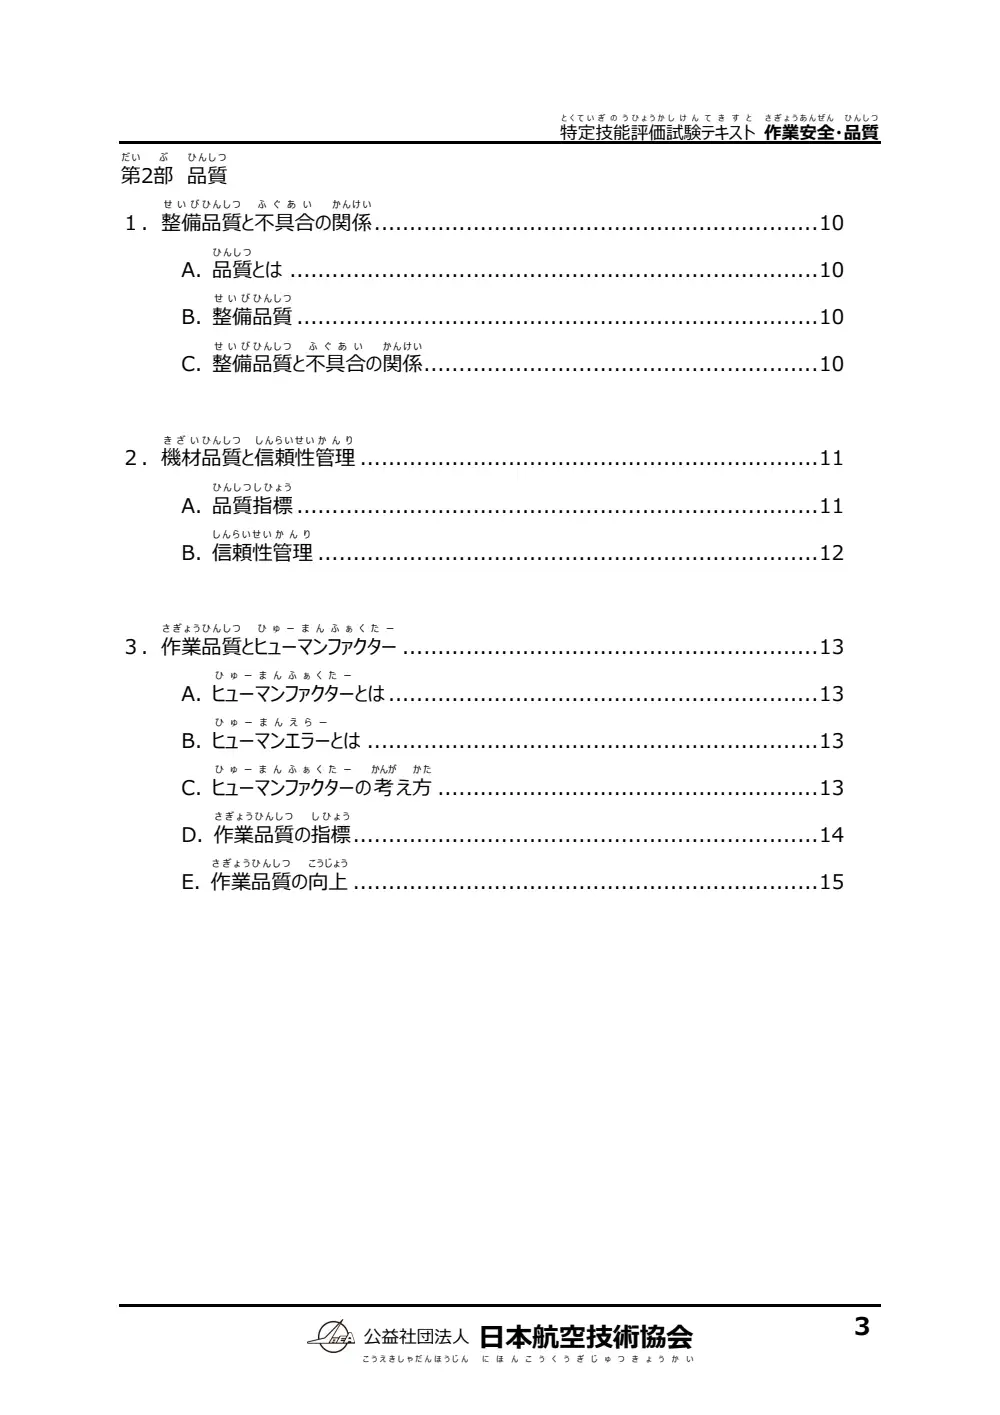 とくていぎのうひょうかしけんてきすと さぎょうあんぜん ひんしつ
特定技能評価試験テキスト 作業安全・品質
だい ぶ ひんしつ
第2部 品質
せいびひんしつ ふぐあい かんけい
1. 整備品質と不具合の関係................................................................10
ひんしつ
A. 品質とは ............................................................................10
せいびひんしつ
B. 整備品質 ...........................................................................10
せいびひんしつ ふぐあい かんけい
C. 整備品質と不具合の関係.........................................................10
きざいひんしつ しんらいせいかんり
2. 機材品質と信頼性管理 ..................................................................11
ひんしつしひょう
A. 品質指標 ...........................................................................11
しんらいせいかんり
B. 信頼性管理 ........................................................................12
さぎょうひんしつ ひゅーまんふぁくたー
3. 作業品質とヒューマンファクター ............................................................13
ひゅーまんふぁくたー
A. ヒューマンファクターとは..............................................................13
ひゅーまんえらー
B. ヒューマンエラーとは .................................................................13
ひゅーまんふぁくたー かんが かた
C. ヒューマンファクターの考え方 .......................................................13
さぎょうひんしつ しひょう
D. 作業品質の指標...................................................................14
さぎょうひんしつ こうじょう
E. 作業品質の向上 ...................................................................15
公益社団法人 日本航空技術協会
こうえきしゃだんほうじん にほんこうくうぎじゅつきょうかい
3